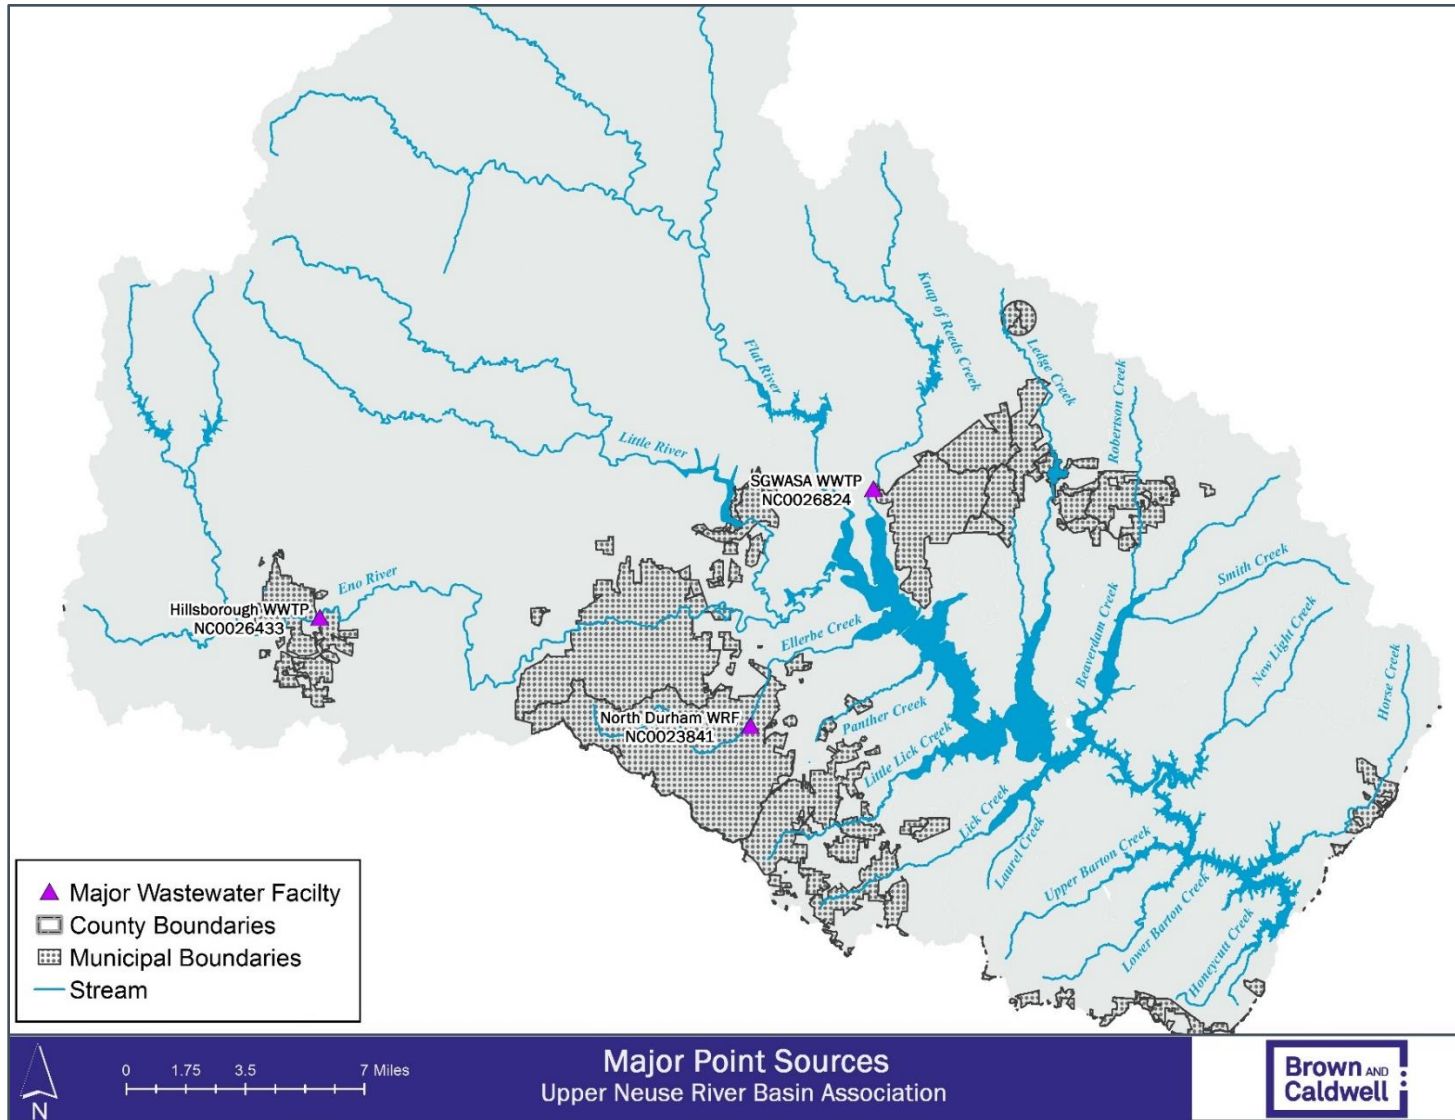 Knap of Reeds Creek
Flat River
Ledge Creek
Robertson Creek
Little River
SGWASA WWTP
NC0026824
Smith Creek
Eno River
Hillsborough WWTP
NC0026433
Ellerbe Creek
Beaverdam Creek
New Light Creek
Horse Creek
North Durham WRF
NC0023841
Panther Creek
Little Lick Creek
Lick Creek
Laurel Creek
Upper Barton Creek
Lower Barton Creek
Honeycutt Creek
Major Wastewater Facilty
County Boundaries
Municipal Boundaries
Stream
N
0 1.75 3.5 7 Miles
Major Point Sources
Upper Neuse River Basin Association
Brown AND
Caldwell